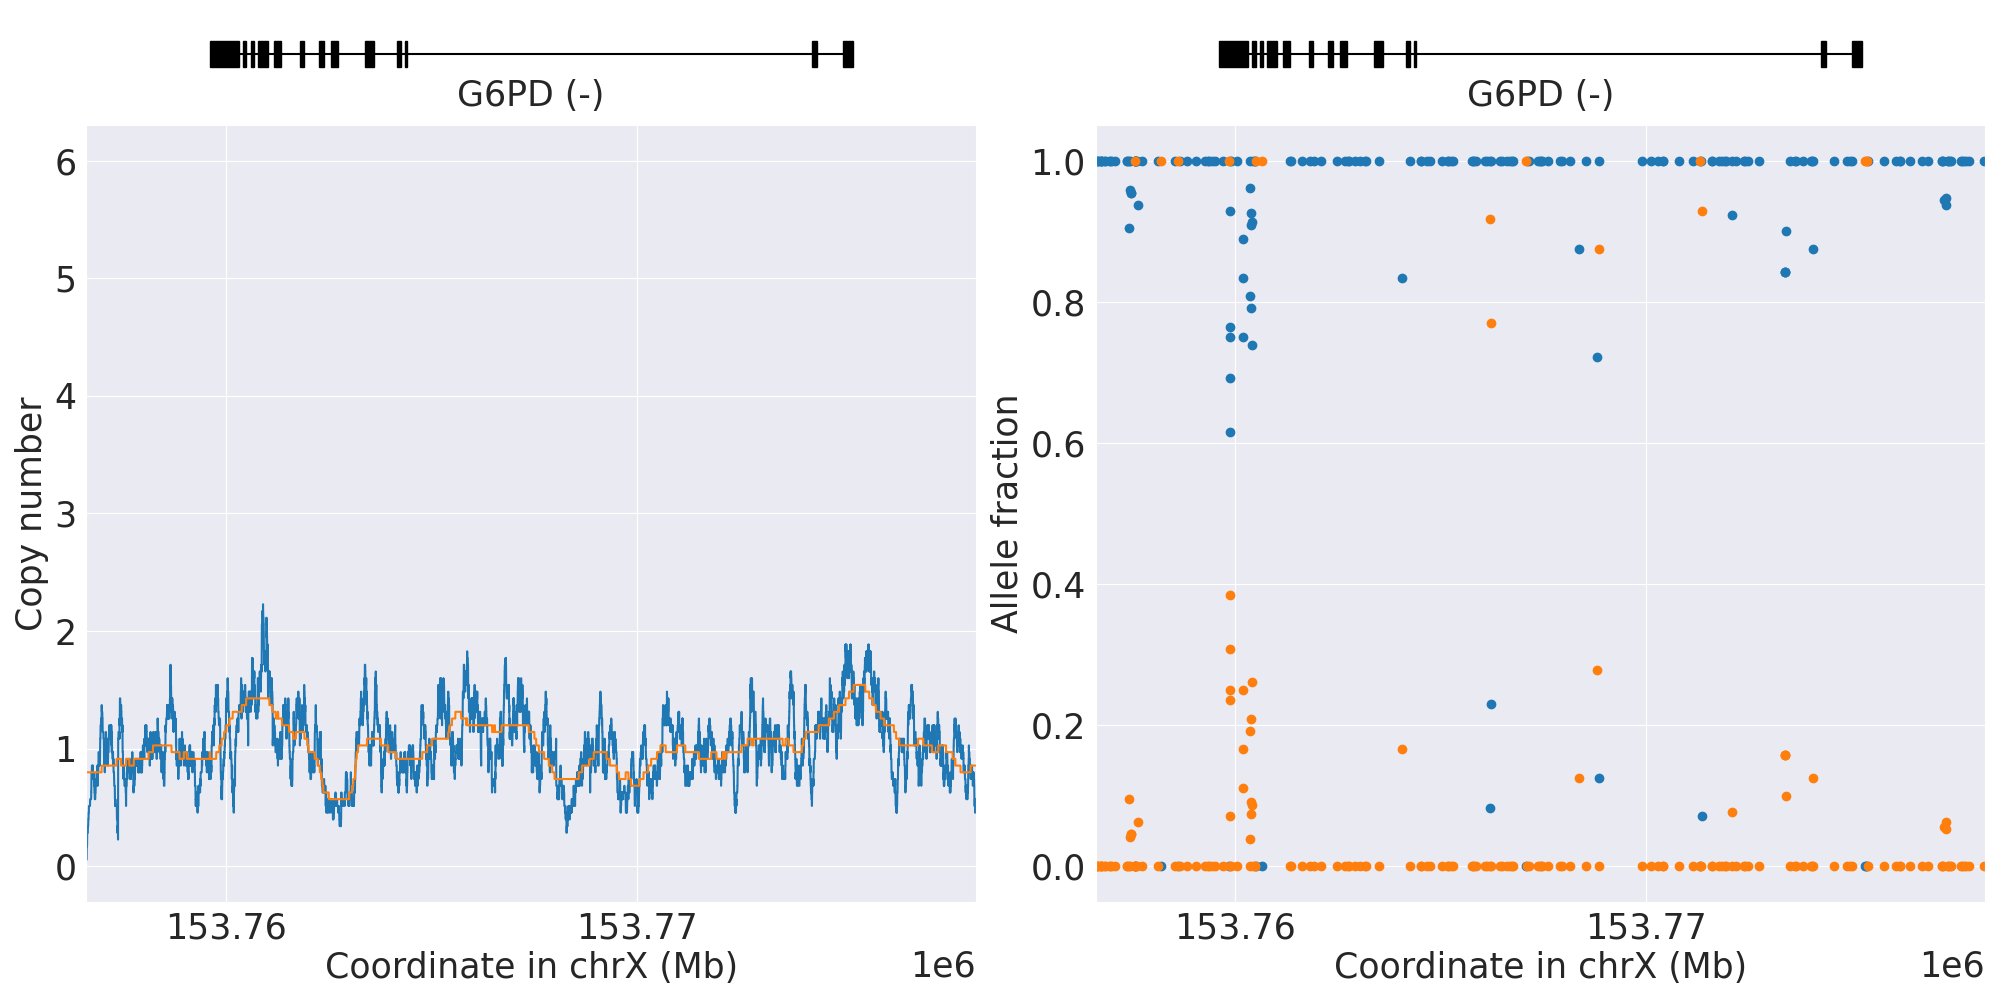 G6PD (-)
6
5
4
3
2
1
0
Copy number
153.76
153.77
Coordinate in chrX (Mb)
1e6
G6PD (-)
1.0
0.8
0.6
0.4
0.2
0.0
Allele fraction
153.76
153.77
Coordinate in chrX (Mb)
1e6